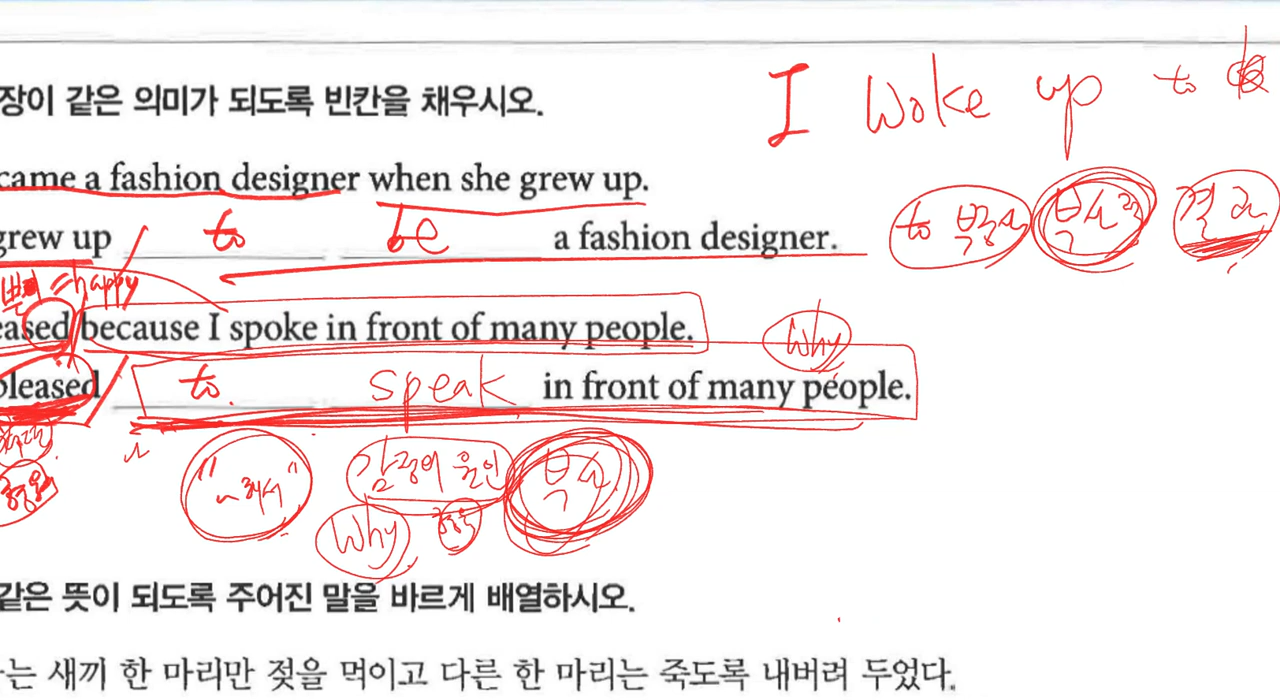 장이 같은 의미가 되도록 빈칸을 채우시오.
I Woke up to
came a fashion designer when she grew up.
to 부정사 부사적 결과
grew up to be a fashion designer.
=happy
eased because I spoke in front of many people.
Why
pleased to speak in front of many people.
"~해서" 감정의 원인 부사
Why
같은 뜻이 되도록 주어진 말을 바르게 배열하시오.
는 새끼 한 마리만 젖을 먹이고 다른 한 마리는 죽도록 내버려 두었다.